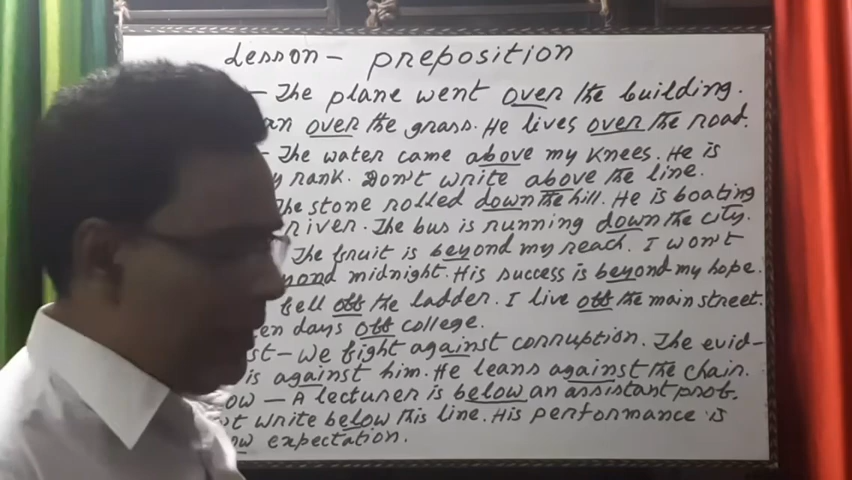 Lesson - preposition
- The plane went over the building.
an over the grass. He lives over the road.
- The water came above my knees. He is
y rank. Don't write above the line.
The stone rolled down the hill. He is boating
river. The bus is running down the city.
The fruit is beyond my reach. I won't
yond midnight. His success is beyond my hope.
fell off the ladder. I live off the main street.
en days off college.
st - We fight against corruption. The evid-
is against him. He leans against the chair.
ow - A lecturer is below an assistant prof.
t write below this line. His performance is
ow expectation.